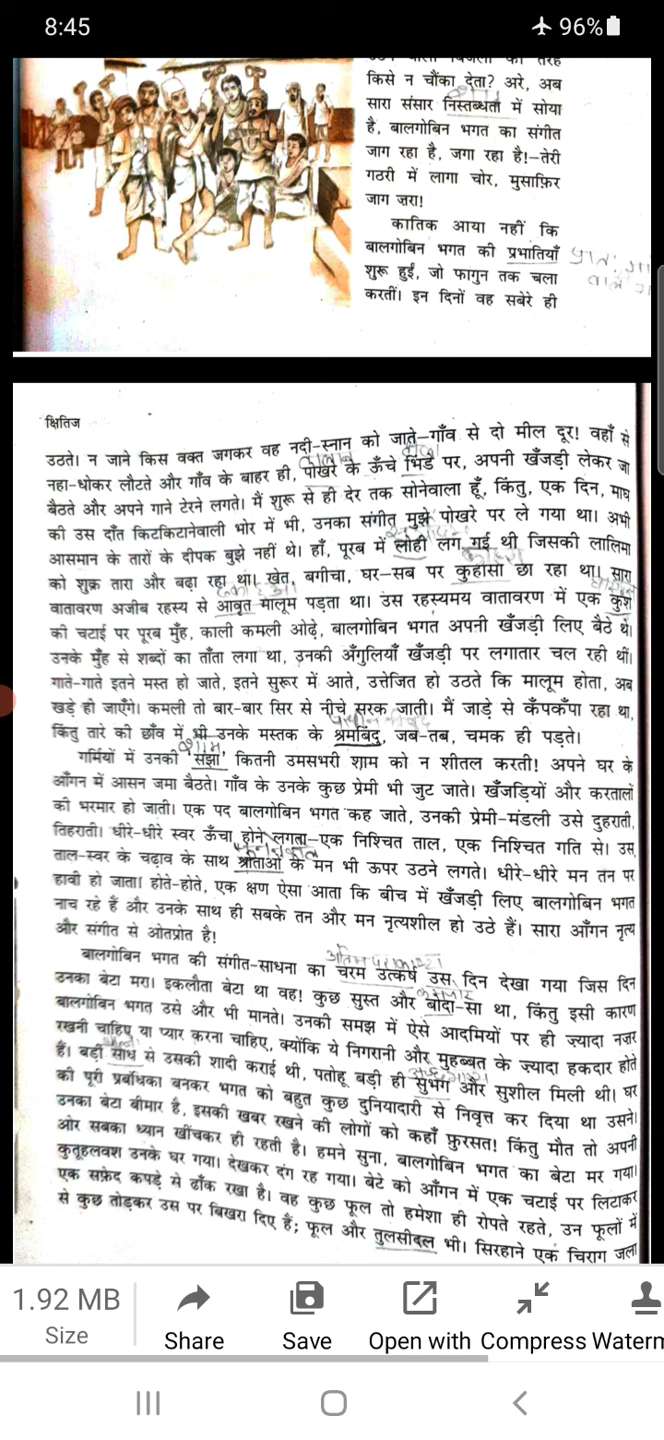 8:45
96%
किसे न चौंका देता? अरे, अब
सारा संसार निस्तब्धता में सोया
है, बालगोबिन भगत का संगीत
जाग रहा है, जगा रहा है!–तेरी
गठरी में लागा चोर, मुसाफ़िर
जाग ज़रा!
कातिक आया नहीं कि
बालगोबिन भगत की प्रभातियाँ
शुरू हुईं, जो फागुन तक चला
करतीं। इन दिनों वह सबेरे ही
क्षितिज
उठते। न जाने किस वक्त जगकर वह नदी-स्नान को जाते–गाँव से दो मील दूर! वहाँ से
नहा-धोकर लौटते और गाँव के बाहर ही, पोखरे के ऊँचे भिंडे पर, अपनी खँजड़ी लेकर जा
बैठते और अपने गाने टेरने लगते। मैं शुरू से ही देर तक सोनेवाला हूँ, किंतु, एक दिन, माघ
की उस दाँत किटकिटानेवाली भोर में भी, उनका संगीत मुझे पोखरे पर ले गया था। अभी
आसमान के तारों के दीपक बुझे नहीं थे। हाँ, पूरब में लोही लग गई थी जिसकी लालिमा
को शुक्र तारा और बढ़ा रहा था। खेत, बगीचा, घर–सब पर कुहासा छा रहा था। सारा
वातावरण अजीब रहस्य से आवृत मालूम पड़ता था। उस रहस्यमय वातावरण में एक कुश
की चटाई पर पूरब मुँह, काली कमली ओढ़े, बालगोबिन भगत अपनी खँजड़ी लिए बैठे थे।
उनके मुँह से शब्दों का ताँता लगा था, उनकी अँगुलियाँ खँजड़ी पर लगातार चल रही थीं।
गाते-गाते इतने मस्त हो जाते, इतने सुरूर में आते, उत्तेजित हो उठते कि मालूम होता, अब
खड़े हो जाएँगे। कमली तो बार-बार सिर से नीचे सरक जाती। मैं जाड़े से कँपकँपा रहा था,
किंतु तारे की छाँव में भी उनके मस्तक के श्रमबिंदु, जब-तब, चमक ही पड़ते।
गर्मियों में उनकी 'संझा' कितनी उमसभरी शाम को न शीतल करती! अपने घर के
आँगन में आसन जमा बैठते। गाँव के उनके कुछ प्रेमी भी जुट जाते। खँजड़ियों और करतालों
की भरमार हो जाती। एक पद बालगोबिन भगत कह जाते, उनकी प्रेमी-मंडली उसे दुहराती,
तिहराती। धीरे-धीरे स्वर ऊँचा होने लगता–एक निश्चित ताल, एक निश्चित गति से। उस
ताल-स्वर के चढ़ाव के साथ श्रोताओं के मन भी ऊपर उठने लगते। धीरे-धीरे मन तन पर
हावी हो जाता। होते-होते, एक क्षण ऐसा आता कि बीच में खँजड़ी लिए बालगोबिन भगत
नाच रहे हैं और उनके साथ ही सबके तन और मन नृत्यशील हो उठे हैं। सारा आँगन नृत्य
और संगीत से ओतप्रोत है!
बालगोबिन भगत की संगीत-साधना का चरम उत्कर्ष उस दिन देखा गया जिस दिन
उनका बेटा मरा। इकलौता बेटा था वह! कुछ सुस्त और बोदा-सा था, किंतु इसी कारण
बालगोबिन भगत उसे और भी मानते। उनकी समझ में ऐसे आदमियों पर ही ज़्यादा नज़र
रखनी चाहिए या प्यार करना चाहिए, क्योंकि ये निगरानी और मुहब्बत के ज़्यादा हकदार होते
हैं। बड़ी साध से उसकी शादी कराई थी, पतोहू बड़ी ही सुभग और सुशील मिली थी। घर
की पूरी प्रबंधिका बनकर भगत को बहुत कुछ दुनियादारी से निवृत्त कर दिया था उसने।
उनका बेटा बीमार है, इसकी खबर रखने की लोगों को कहाँ फ़ुरसत! किंतु मौत तो अपनी
ओर सबका ध्यान खींचकर ही रहती है। हमने सुना, बालगोबिन भगत का बेटा मर गया।
कुतूहलवश उनके घर गया। देखकर दंग रह गया। बेटे को आँगन में एक चटाई पर लिटाकर
एक सफ़ेद कपड़े से ढाँक रखा है। वह कुछ फूल तो हमेशा ही रोपते रहते, उन फूलों में
से कुछ तोड़कर उस पर बिखरा दिए हैं; फूल और तुलसीदल भी। सिरहाने एक चिराग जला
1.92 MB
Size
Share
Save
Open with
Compress
Waterm